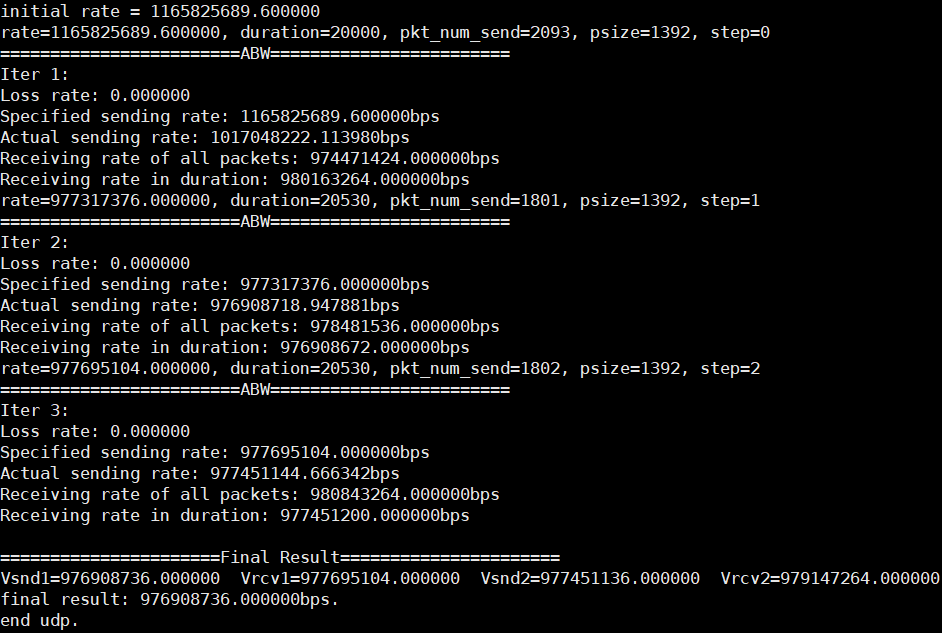 initial rate = 1165825689.600000
rate=1165825689.600000, duration=20000, pkt_num_send=2093, psize=1392, step=0
========================ABW========================
Iter 1:
Loss rate: 0.000000
Specified sending rate: 1165825689.600000bps
Actual sending rate: 1017048222.113980bps
Receiving rate of all packets: 974471424.000000bps
Receiving rate in duration: 980163264.000000bps
rate=977317376.000000, duration=20530, pkt_num_send=1801, psize=1392, step=1
========================ABW========================
Iter 2:
Loss rate: 0.000000
Specified sending rate: 977317376.000000bps
Actual sending rate: 976908718.947881bps
Receiving rate of all packets: 978481536.000000bps
Receiving rate in duration: 976908672.000000bps
rate=977695104.000000, duration=20530, pkt_num_send=1802, psize=1392, step=2
========================ABW========================
Iter 3:
Loss rate: 0.000000
Specified sending rate: 977695104.000000bps
Actual sending rate: 977451144.666342bps
Receiving rate of all packets: 980843264.000000bps
Receiving rate in duration: 977451200.000000bps
======================Final Result======================
Vsnd1=976908736.000000  Vrcv1=977695104.000000  Vsnd2=977451136.000000  Vrcv2=979147264.000000
final result: 976908736.000000bps.
end udp.